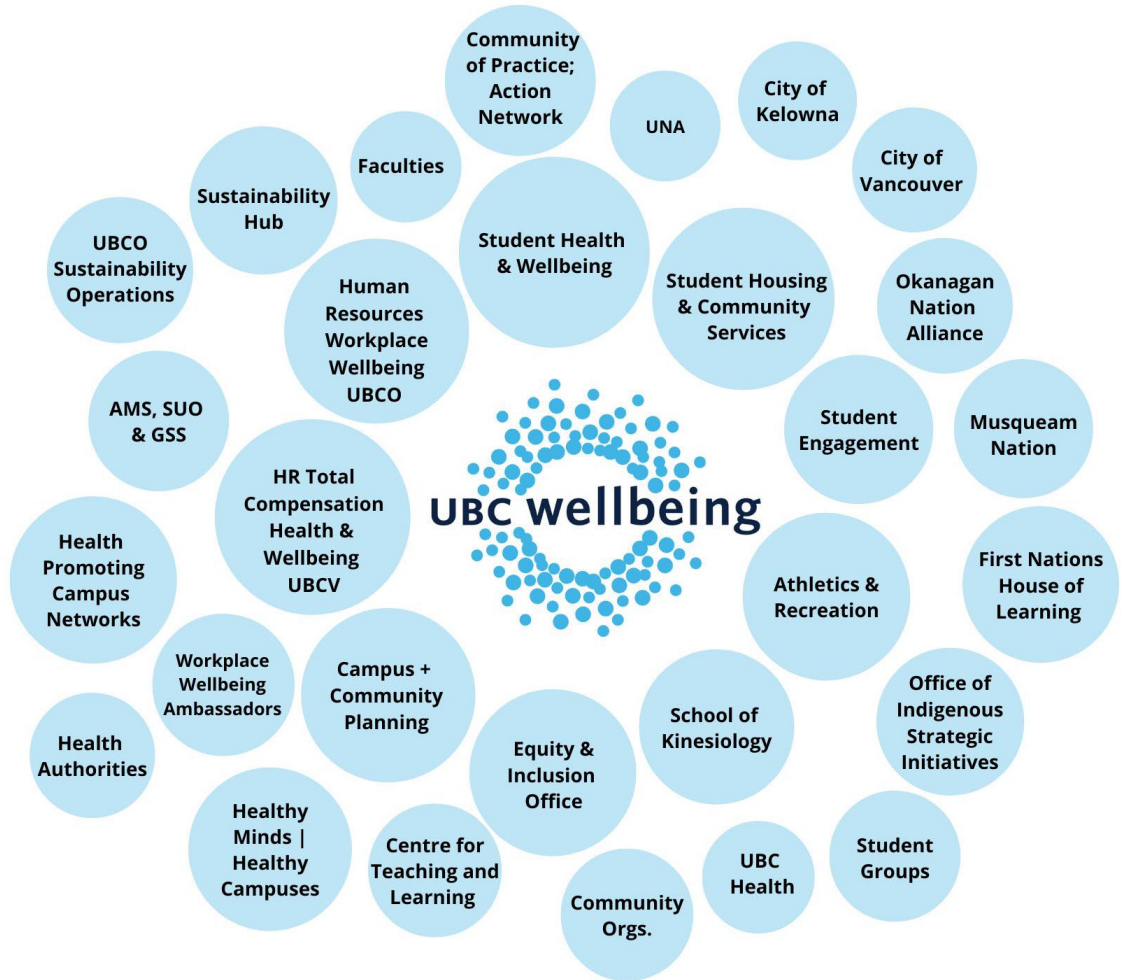 Community
of Practice;
Action
Network
UNA
City of
Kelowna
City of
Vancouver
Faculties
Sustainability
Hub
UBCO
Sustainability
Operations
Student Health
& Wellbeing
Student Housing
& Community
Services
Okanagan
Nation
Alliance
Human
Resources
Workplace
Wellbeing
UBCO
AMS, SUO
& GSS
Student
Engagement
Musqueam
Nation
HR Total
Compensation
Health &
Wellbeing
UBCV
UBC wellbeing
Health
Promoting
Campus
Networks
Athletics &
Recreation
First Nations
House of
Learning
Workplace
Wellbeing
Ambassadors
Campus +
Community
Planning
School of
Kinesiology
Office of
Indigenous
Strategic
Initiatives
Health
Authorities
Equity &
Inclusion
Office
Healthy
Minds |
Healthy
Campuses
Centre for
Teaching and
Learning
Community
Orgs.
UBC
Health
Student
Groups